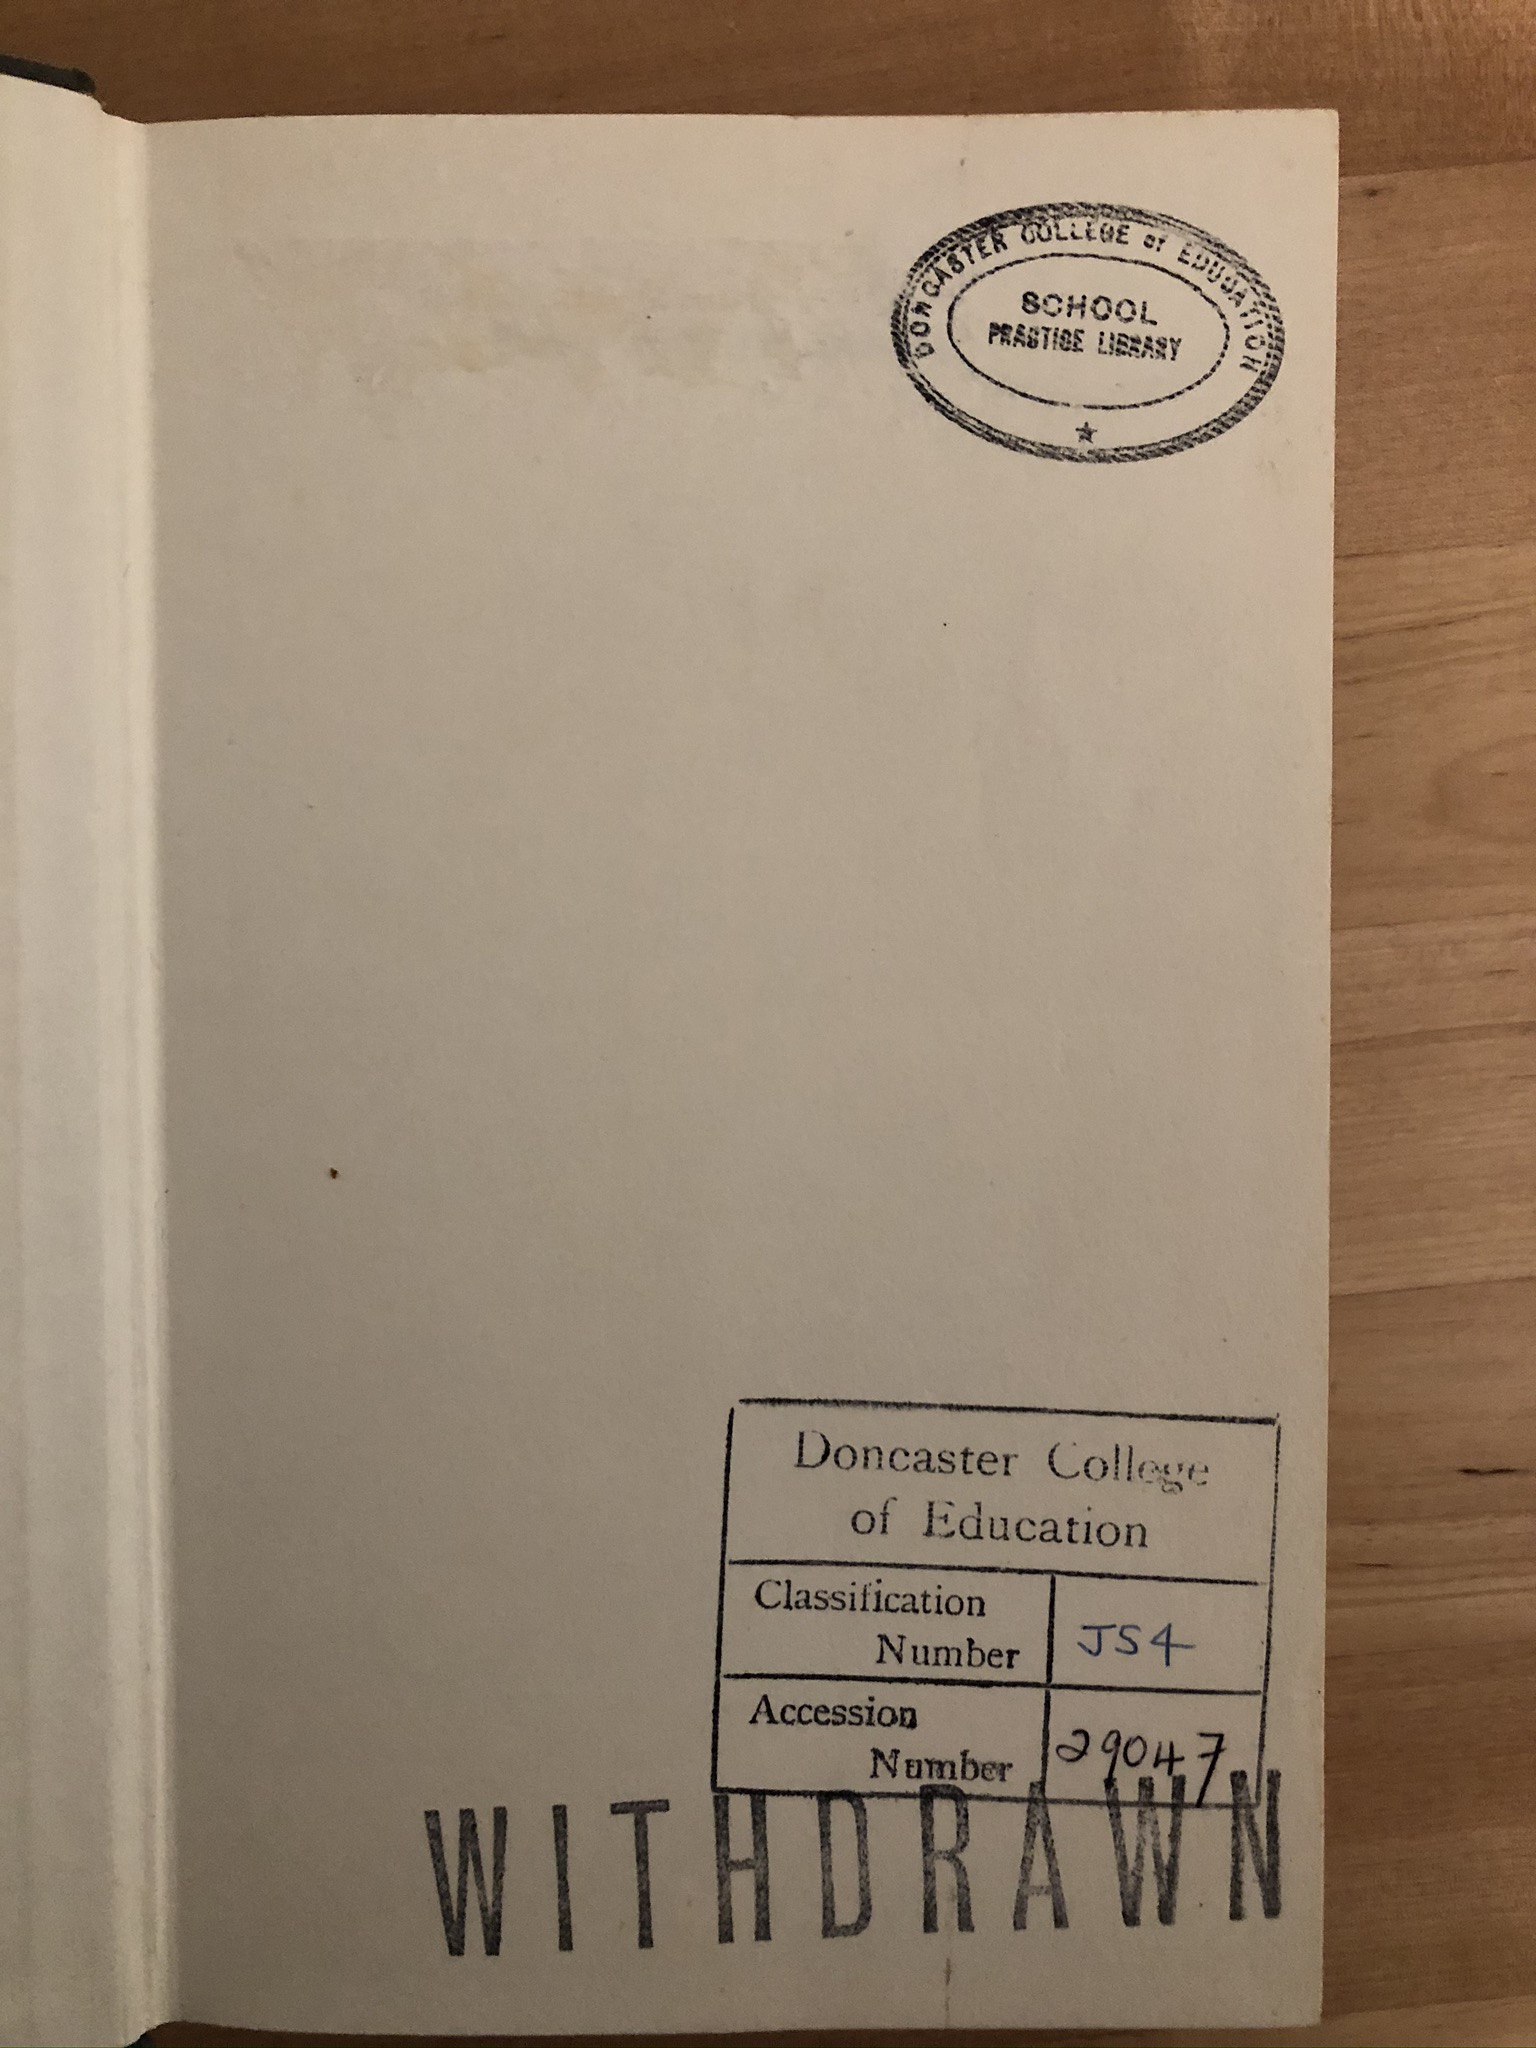 DONCASTER COLLEGE of EDUCATION
SCHOOL
PRACTICE LIBRARY
Doncaster College
of Education
Classification
Number
JS4
Accession
Number
29047
WITHDRAWN